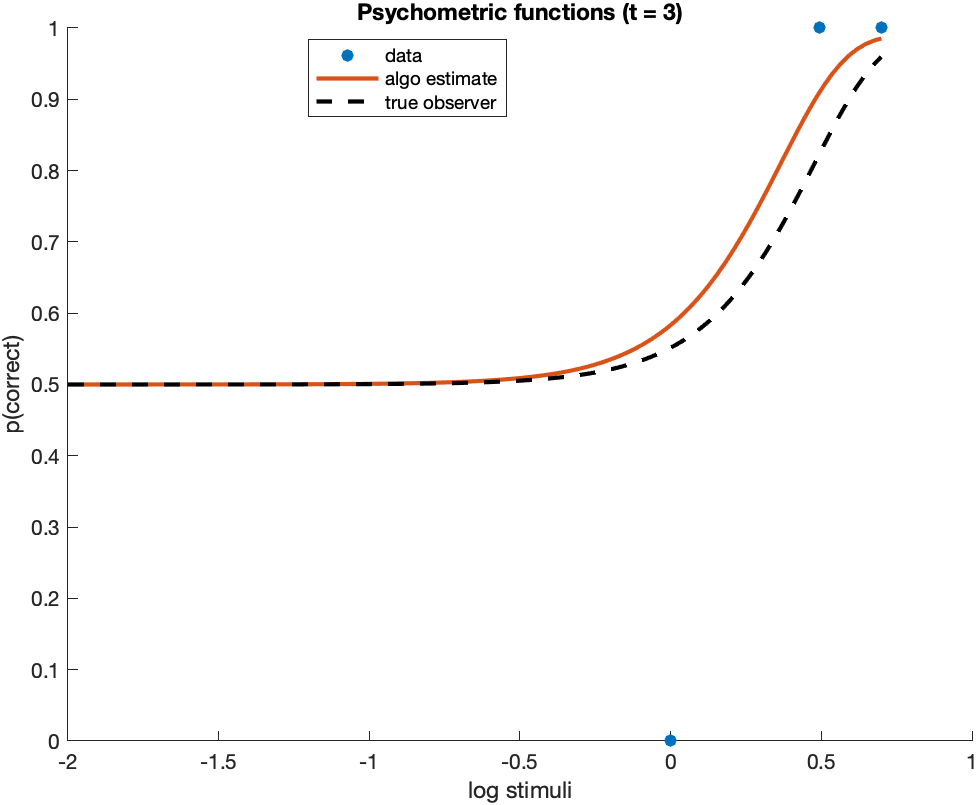 Psychometric functions (t = 3)
data
algo estimate
true observer
1
0.9
0.8
0.7
0.6
0.5
0.4
0.3
0.2
0.1
0
p(correct)
-2 -1.5 -1 -0.5 0 0.5 1
log stimuli